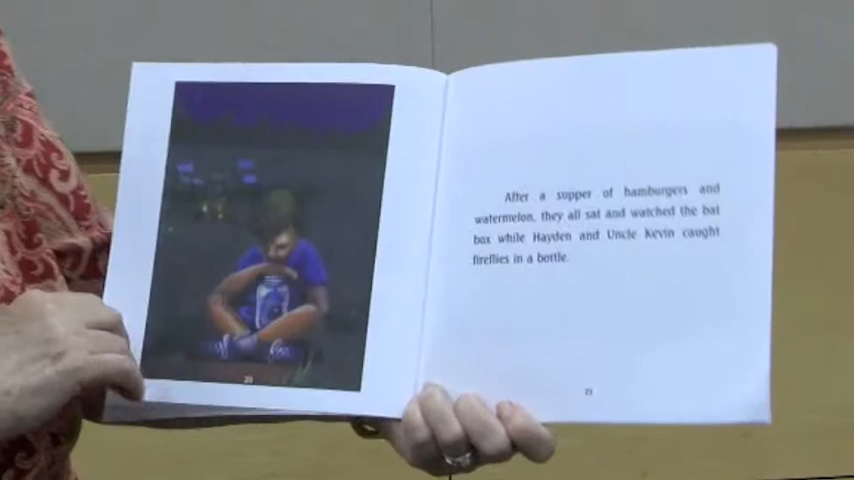 After a supper of hamburgers and
watermelon, they all sat and watched the bat
box while Hayden and Uncle Kevin caught
fireflies in a bottle.